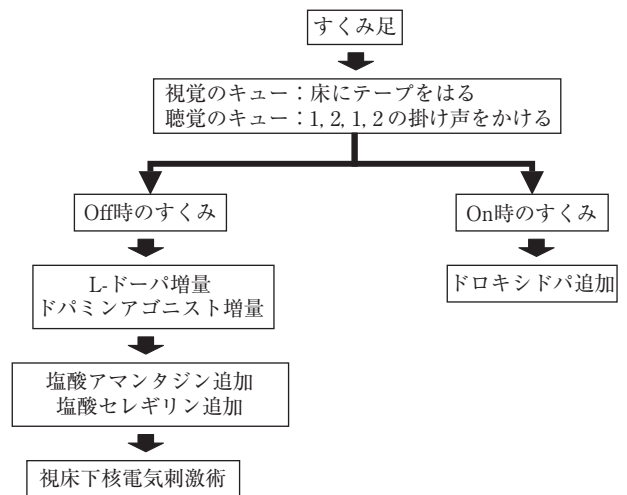 すくみ足
視覚のキュー：床にテープをはる
聴覚のキュー：1, 2, 1, 2 の掛け声をかける
Off時のすくみ
On時のすくみ
L-ドーパ増量
ドパミンアゴニスト増量
ドロキシドパ追加
塩酸アマンタジン追加
塩酸セレギリン追加
視床下核電気刺激術